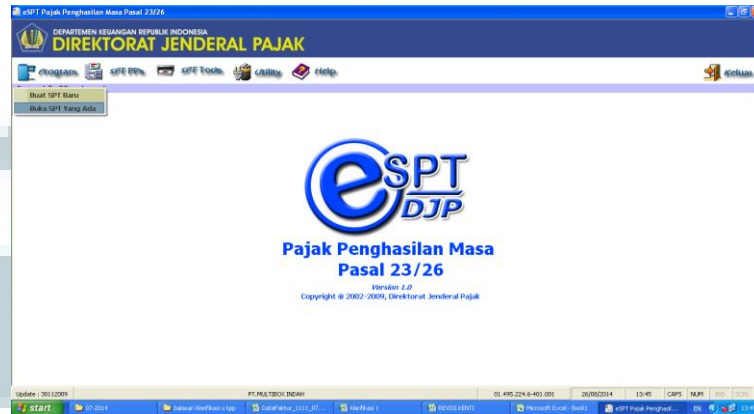 eSPT Pajak Penghasilan Masa Pasal 23/26
DEPARTEMEN KEUANGAN REPUBLIK INDONESIA
DIREKTORAT JENDERAL PAJAK
Program SPT PPh SPT Tools Utility Help Keluar
Buat SPT Baru
Buka SPT Yang Ada
eSPT
DJP
Pajak Penghasilan Masa
Pasal 23/26
Version 1.0
Copyright @ 2002-2009, Direktorat Jenderal Pajak
Update : 30112009 PT.MULTIBOX INDAH 01.495.224.6-401.001 26/08/2014 13:45 CAPS NUM INS
start 07-2014 balasan klarifikasi u kpp DataFaktur_1111_07... klarifikasi 1 REVISI KENTI Microsoft Excel - Book1 eSPT Pajak Penghasil... EN